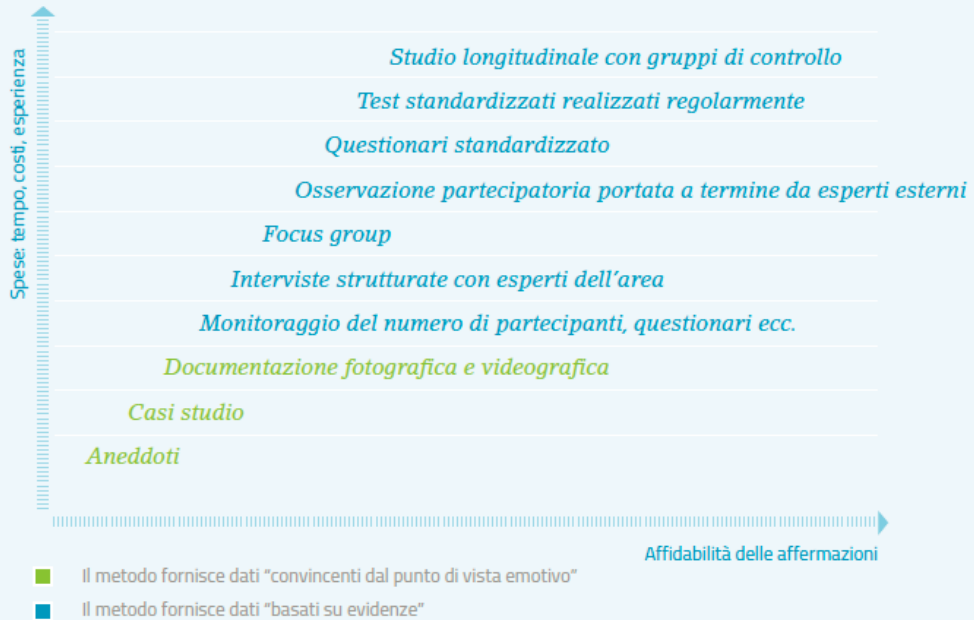 Spese: tempo, costi, esperienza
Studio longitudinale con gruppi di controllo
Test standardizzati realizzati regolarmente
Questionari standardizzato
Osservazione partecipatoria portata a termine da esperti esterni
Focus group
Interviste strutturate con esperti dell’area
Monitoraggio del numero di partecipanti, questionari ecc.
Documentazione fotografica e videografica
Casi studio
Aneddoti
Affidabilità delle affermazioni
Il metodo fornisce dati “convincenti dal punto di vista emotivo”
Il metodo fornisce dati “basati su evidenze”